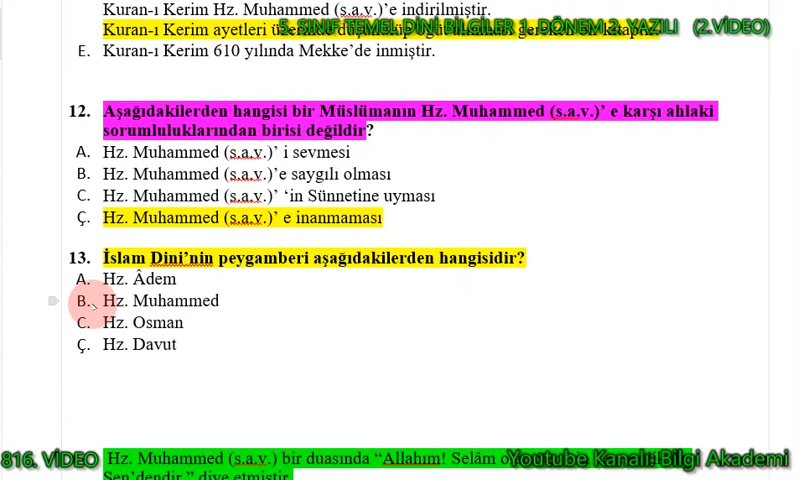 Kuran-ı Kerim Hz. Muhammed (s.a.v.)’e indirilmiştir.
5. SINIF TEMEL DİNİ BİLGİLER 1. DÖNEM 2. YAZILI (2.VİDEO)
Kuran-ı Kerim ayetleri
E. Kuran-ı Kerim 610 yılında Mekke’de inmiştir.
12. Aşağıdakilerden hangisi bir Müslümanın Hz. Muhammed (s.a.v.)’ e karşı ahlaki
sorumluluklarından birisi değildir?
A. Hz. Muhammed (s.a.v.)’ i sevmesi
B. Hz. Muhammed (s.a.v.)’e saygılı olması
C. Hz. Muhammed (s.a.v.)’ ‘in Sünnetine uyması
Ç. Hz. Muhammed (s.a.v.)’ e inanmaması
13. İslam Dini’nin peygamberi aşağıdakilerden hangisidir?
A. Hz. Âdem
B. Hz. Muhammed
C. Hz. Osman
Ç. Hz. Davut
816. VİDEO
Hz. Muhammed (s.a.v.) bir duasında “Allahım! Selâm
Youtube Kanalı: Bilgi Akademi
Sen’dendir.” diye etmiştir